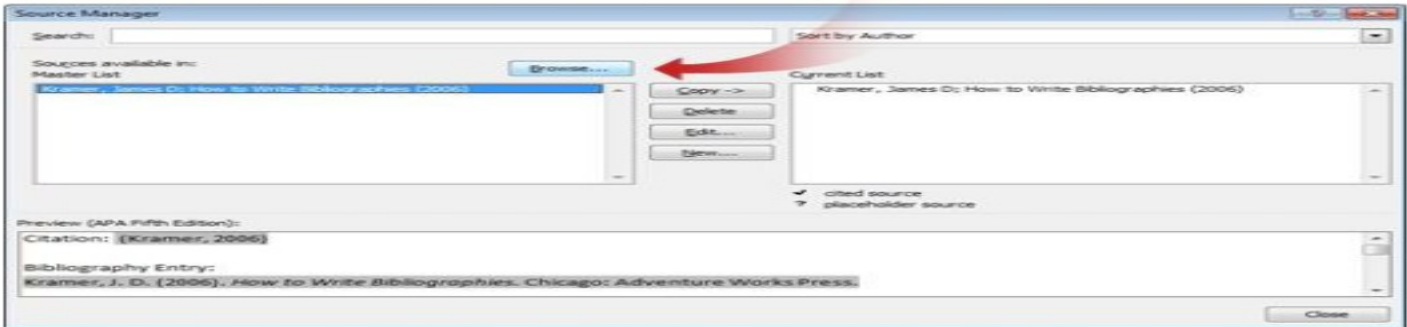 Source Manager
Search:
Sort by Author
Sources available in:
Master List
Browse...
Current List
Kramer, James D; How to Write Bibliographies (2006)
Copy ->
Delete
Edit...
New...
Kramer, James D; How to Write Bibliographies (2006)
✓ cited source
? placeholder source
Preview (APA Fifth Edition):
Citation: (Kramer, 2006)
Bibliography Entry:
Kramer, J. D. (2006). How to Write Bibliographies. Chicago: Adventure Works Press.
Close